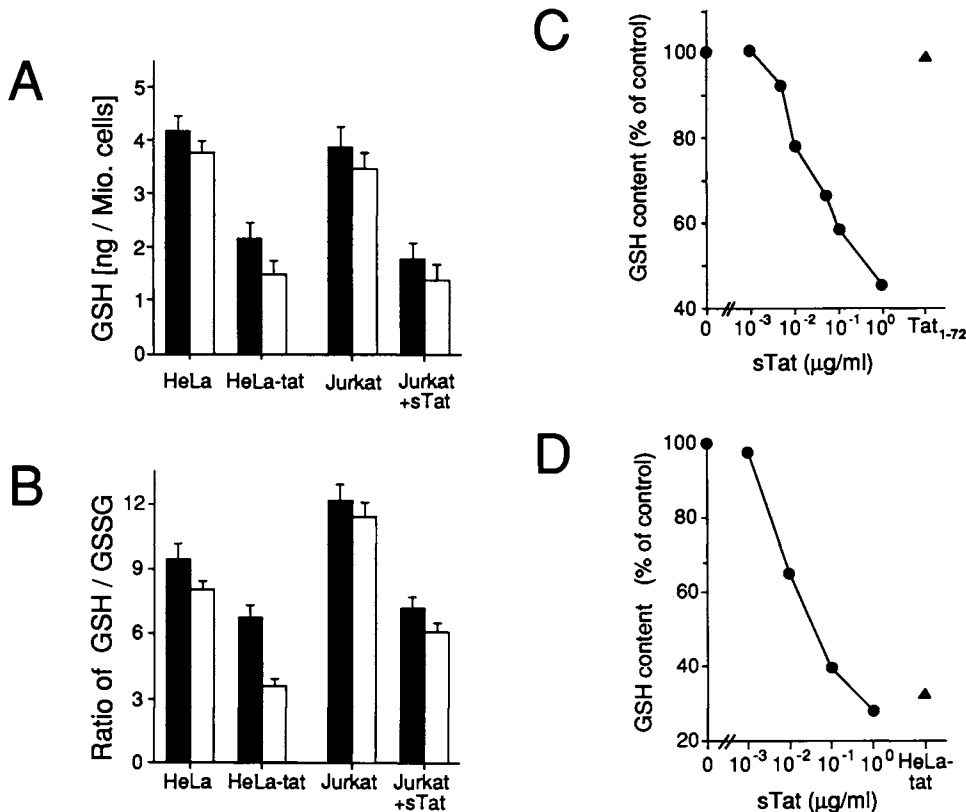 A
GSH [ng / Mio. cells]
5
4
3
2
1
0
HeLa HeLa-tat Jurkat Jurkat
+sTat
B
Ratio of GSH / GSSG
12
9
6
3
0
HeLa HeLa-tat Jurkat Jurkat
+sTat
C
GSH content (% of control)
100
80
60
40
0 10⁻³ 10⁻² 10⁻¹ 10⁰ Tat₁₋₇₂
sTat (µg/ml)
D
GSH content (% of control)
100
80
60
40
20
0 10⁻³ 10⁻² 10⁻¹ 10⁰ HeLa-
tat
sTat (µg/ml)